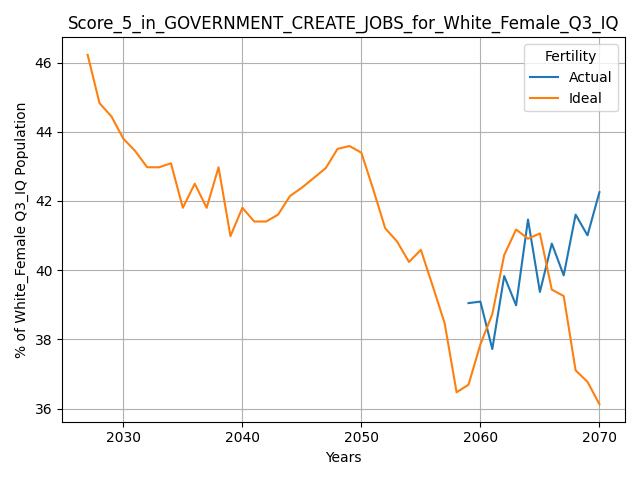 Score_5_in_GOVERNMENT_CREATE_JOBS_for_White_Female_Q3_IQ
Fertility
Actual
Ideal
% of White_Female Q3_IQ Population
46
44
42
40
38
36
2030
2040
2050
2060
2070
Years